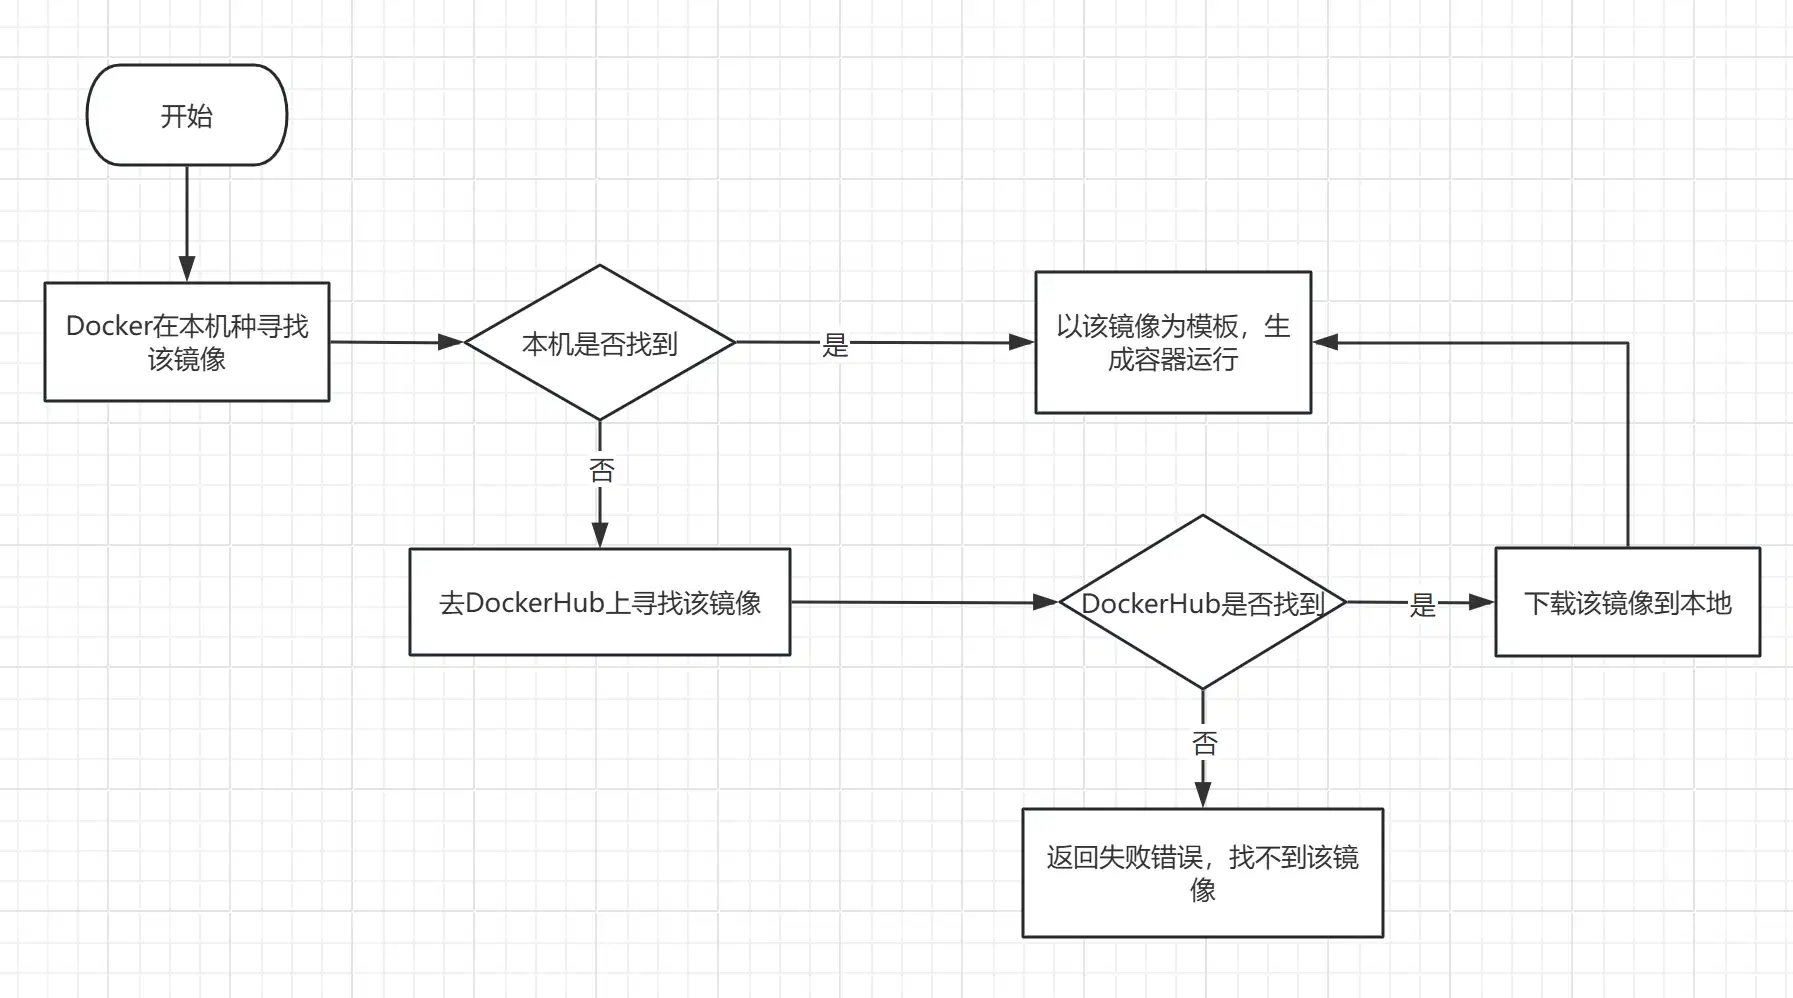 开始
Docker在本机种寻找
该镜像
本机是否找到
是
以该镜像为模板，生
成容器运行
否
去DockerHub上寻找该镜像
DockerHub是否找到
是
下载该镜像到本地
否
返回失败错误，找不到该镜
像